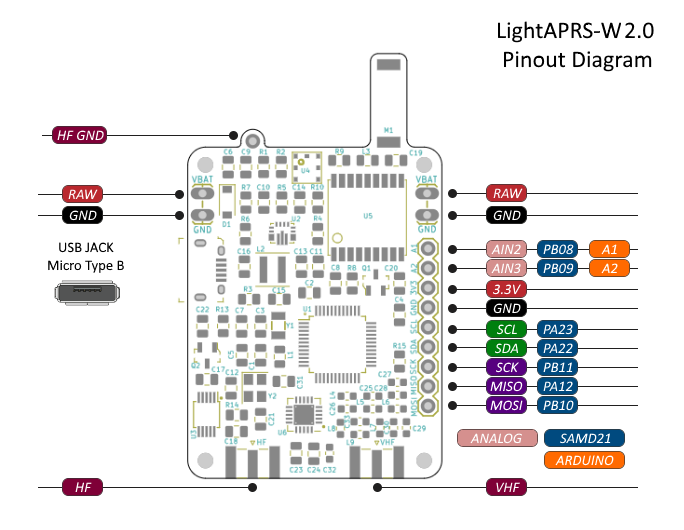 LightAPRS-W 2.0
Pinout Diagram
HF GND
M1
C6 C9 R1 R2 U4 R9 L3 C19
VBAT VBAT
RAW RAW
R7 C10 R5 C14 R10
D1 U5
GND GND
GND GND
R6 U2 R4
USB JACK
Micro Type B
L2
C16 C13 C11
A1 AIN2 PB08 A1
A2 AIN3 PB09 A2
C8 R8 Q1 C20
R3 C15 C2
3V3 3.3V
GND GND
C4
C22 R13 C7 C3 Y1 U1
SCL SCL PA23
SDA SDA PA22
C5 C1 L1 R15
SCK SCK PB11
C17 C12 C31 C27
MISO MISO PA12
Y2 L4 C25 C28
MOSI MOSI PB10
R14 C26 L5 L6
U3 C21 C18 U6 L8 C33 C30 C29
ANALOG SAMD21
ARDUINO
HF L9 VHF
C23 C24 C32
HF VHF